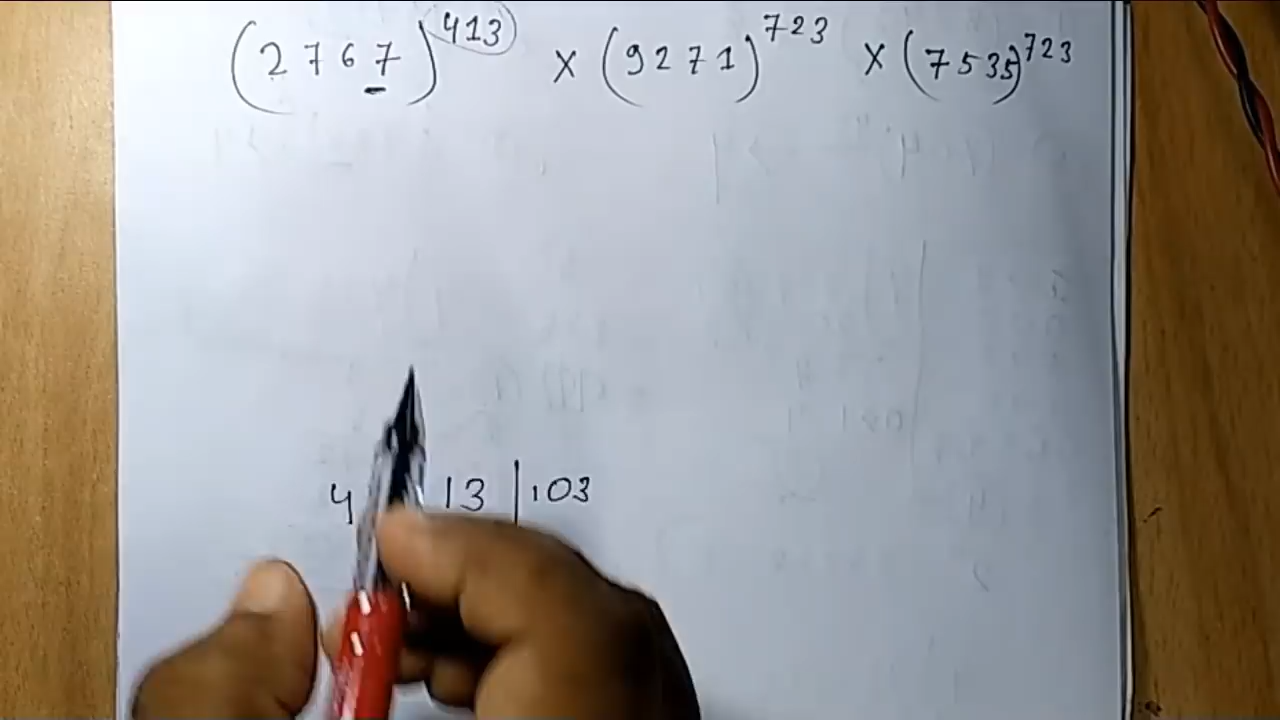 (2767)^413 × (9271)^723 × (7535)^723
4 13 | 103